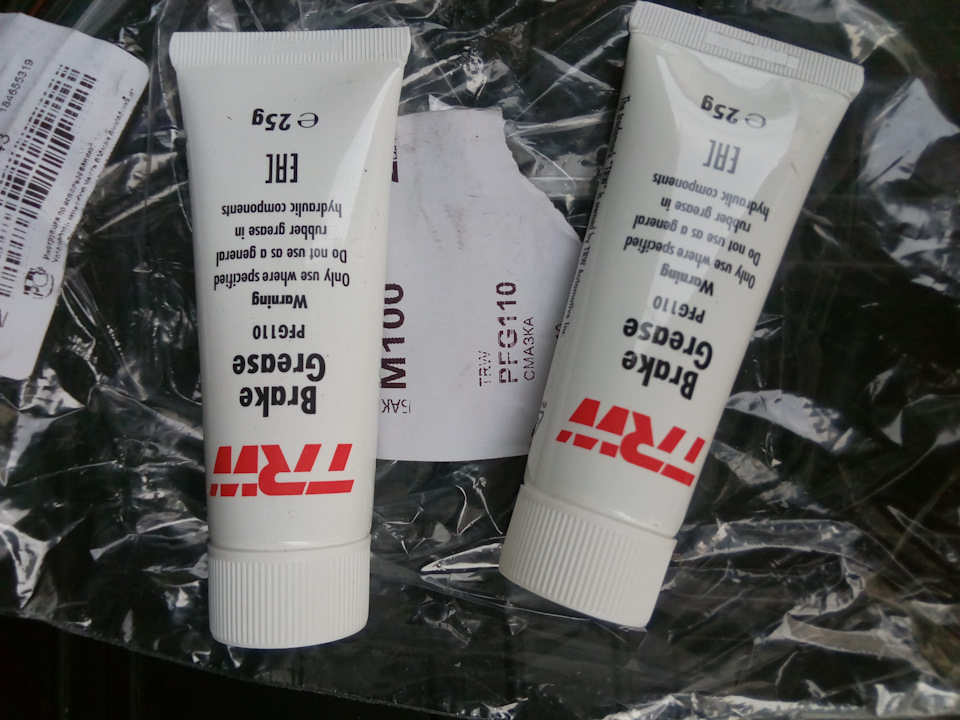 TRW
Brake
Grease
PFG110
Warning
Only use where specified
Do not use as a general
rubber grease in
hydraulic components
EAC
e 25g
TRW
Brake
Grease
PFG110
Warning
Only use where specified
Do not use as a general
rubber grease in
hydraulic components
EAC
e 25g
M100
TRW
PFG110
СМАЗКА
184655319